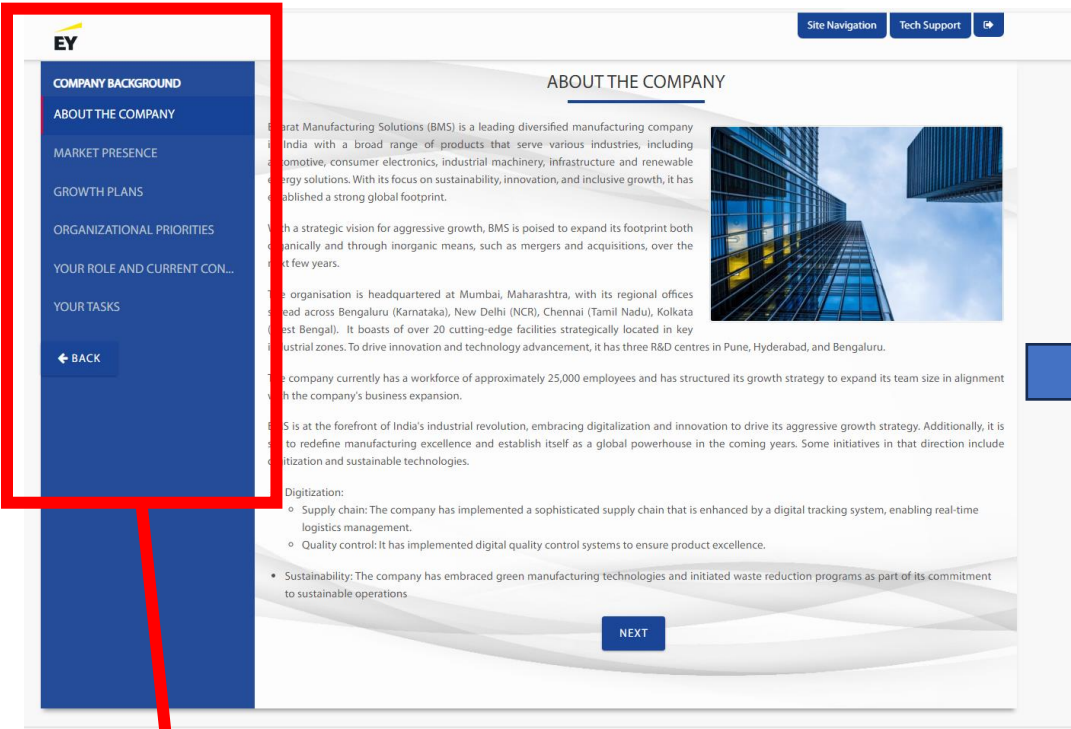 EY
Site Navigation
Tech Support
COMPANY BACKGROUND
ABOUT THE COMPANY
MARKET PRESENCE
GROWTH PLANS
ORGANIZATIONAL PRIORITIES
YOUR ROLE AND CURRENT CON...
YOUR TASKS
BACK
ABOUT THE COMPANY
Manufacturing Solutions (BMS) is a leading diversified manufacturing company
India with a broad range of products that serve various industries, including
consumer electronics, industrial machinery, infrastructure and renewable
solutions. With its focus on sustainability, innovation, and inclusive growth, it has
a strong global footprint.
a strategic vision for aggressive growth, BMS is poised to expand its footprint both
and through inorganic means, such as mergers and acquisitions, over the
few years.
organisation is headquartered at Mumbai, Maharashtra, with its regional offices
across Bengaluru (Karnataka), New Delhi (NCR), Chennai (Tamil Nadu), Kolkata
Bengal). It boasts of over 20 cutting-edge facilities strategically located in key
zones. To drive innovation and technology advancement, it has three R&D centres in Pune, Hyderabad, and Bengaluru.
company currently has a workforce of approximately 25,000 employees and has structured its growth strategy to expand its team size in alignment
the company's business expansion.
is at the forefront of India's industrial revolution, embracing digitalization and innovation to drive its aggressive growth strategy. Additionally, it is
to redefine manufacturing excellence and establish itself as a global powerhouse in the coming years. Some initiatives in that direction include
and sustainable technologies.
Digitization:
◦ Supply chain: The company has implemented a sophisticated supply chain that is enhanced by a digital tracking system, enabling real-time
logistics management.
◦ Quality control: It has implemented digital quality control systems to ensure product excellence.
• Sustainability: The company has embraced green manufacturing technologies and initiated waste reduction programs as part of its commitment
to sustainable operations
NEXT